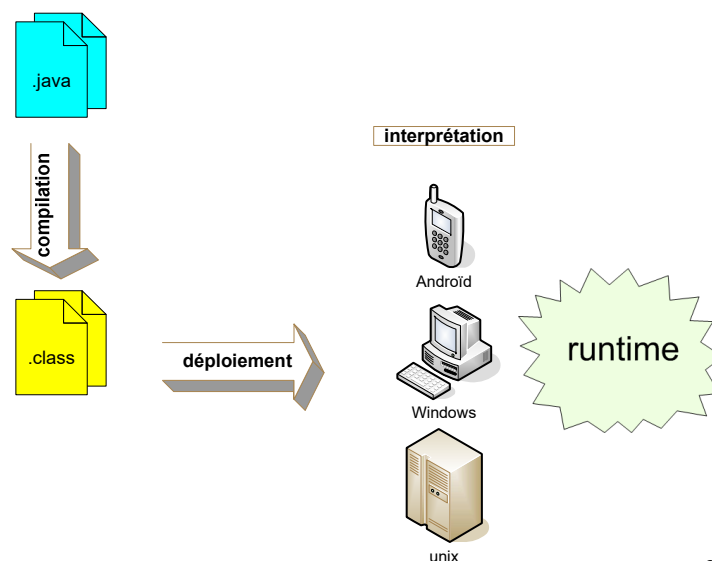 .java
interprétation
compilation
Androïd
.class
déploiement
runtime
Windows
unix